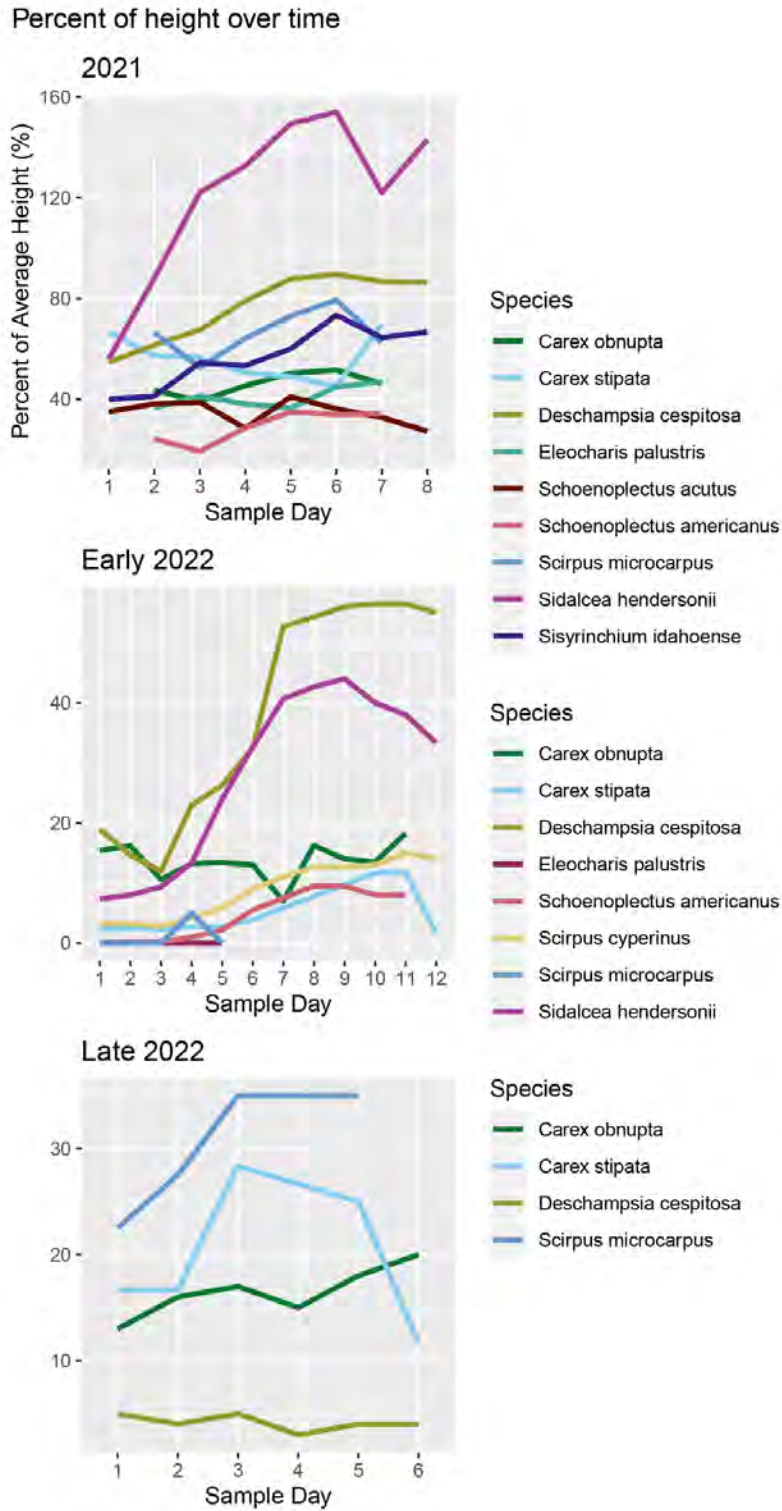 Percent of height over time
2021
Percent of Average Height (%)
160
120
80
40
1 2 3 4 5 6 7 8
Sample Day
Species
Carex obnupta
Carex stipata
Deschampsia cespitosa
Eleocharis palustris
Schoenoplectus acutus
Schoenoplectus americanus
Scirpus microcarpus
Sidalcea hendersonii
Sisyrinchium idahoense
Early 2022
40
20
0
1 2 3 4 5 6 7 8 9 10 11 12
Sample Day
Species
Carex obnupta
Carex stipata
Deschampsia cespitosa
Eleocharis palustris
Schoenoplectus americanus
Scirpus cyperinus
Scirpus microcarpus
Sidalcea hendersonii
Late 2022
30
20
10
1 2 3 4 5 6
Sample Day
Species
Carex obnupta
Carex stipata
Deschampsia cespitosa
Scirpus microcarpus